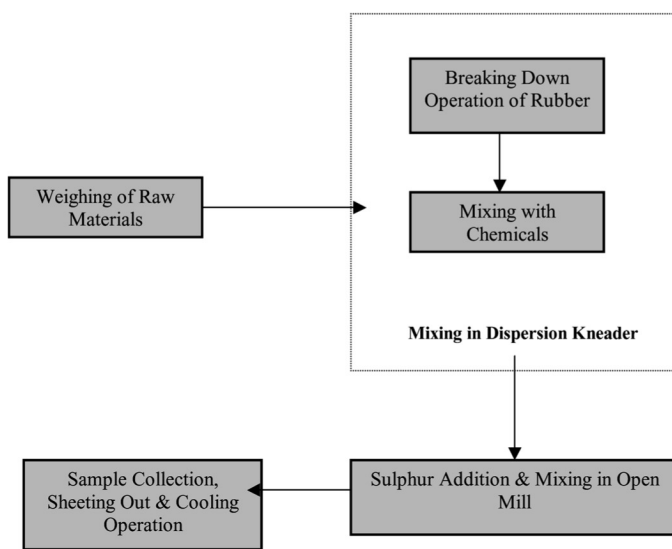 Breaking Down
Operation of Rubber
Weighing of Raw
Materials
Mixing with
Chemicals
Mixing in Dispersion Kneader
Sample Collection,
Sheeting Out & Cooling
Operation
Sulphur Addition & Mixing in Open
Mill